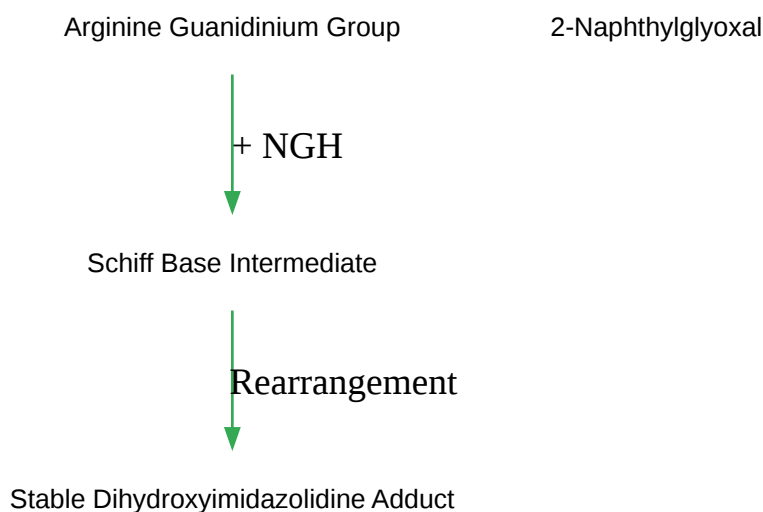 Arginine Guanidinium Group 2-Naphthylglyoxal
+ NGH
Schiff Base Intermediate
Rearrangement
Stable Dihydroxyimidazolidine Adduct